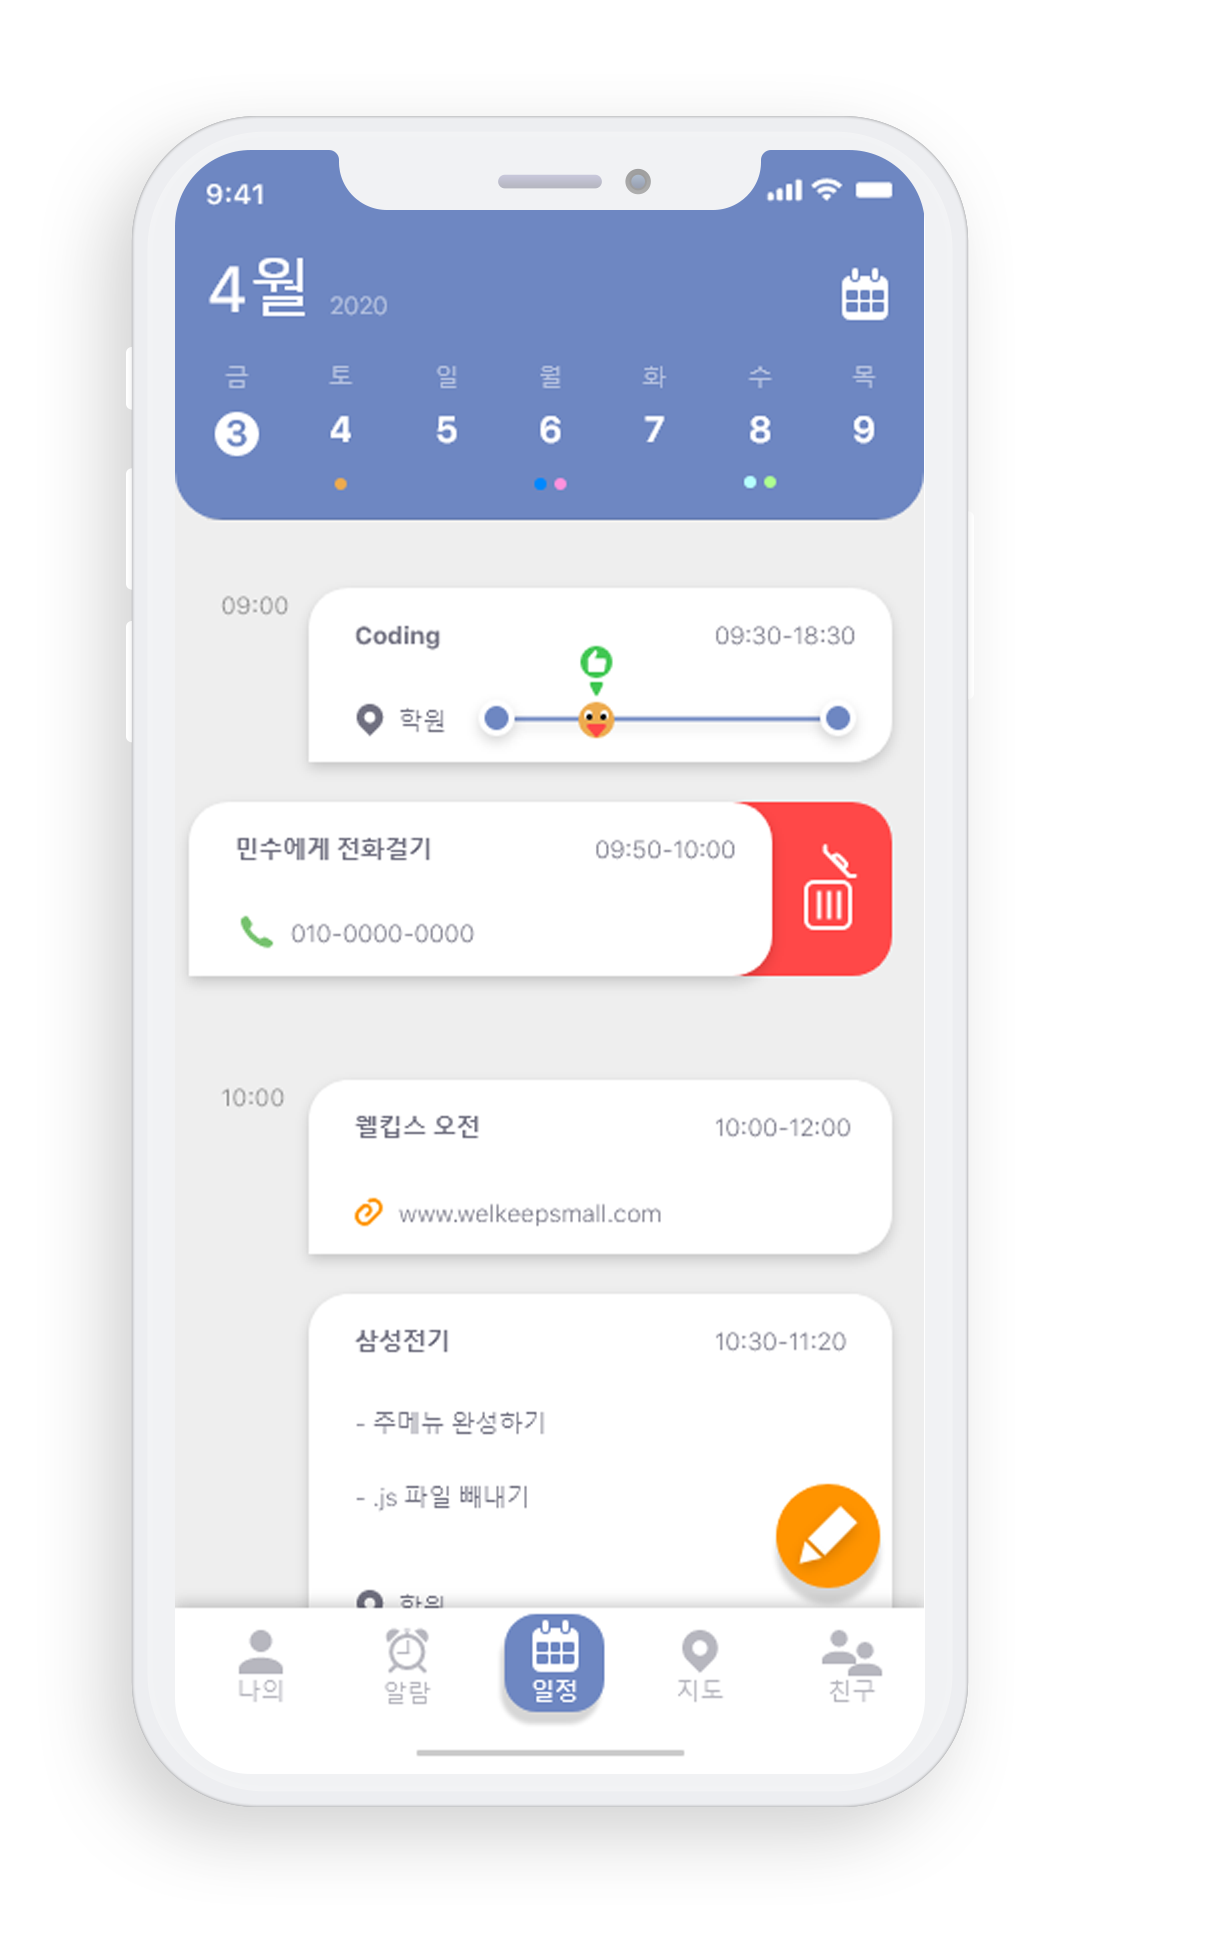 9:41
4월 2020
금 토 일 월 화 수 목
3 4 5 6 7 8 9
09:00
Coding 09:30-18:30
학원
민수에게 전화걸기 09:50-10:00
010-0000-0000
10:00
웰킵스 오전 10:00-12:00
www.welkeepsmall.com
삼성전기 10:30-11:20
- 주메뉴 완성하기
- .js 파일 빼내기
학원
나의 알람 일정 지도 친구